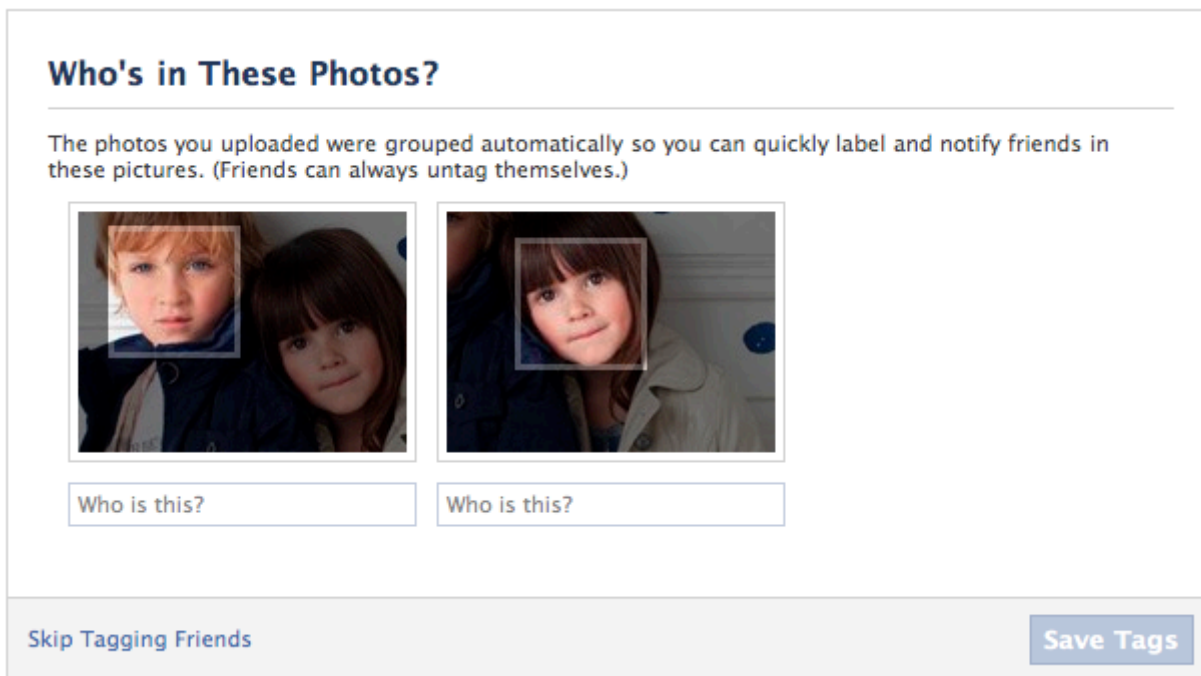 Who's in These Photos?
The photos you uploaded were grouped automatically so you can quickly label and notify friends in
these pictures. (Friends can always untag themselves.)
Who is this?
Who is this?
Skip Tagging Friends
Save Tags